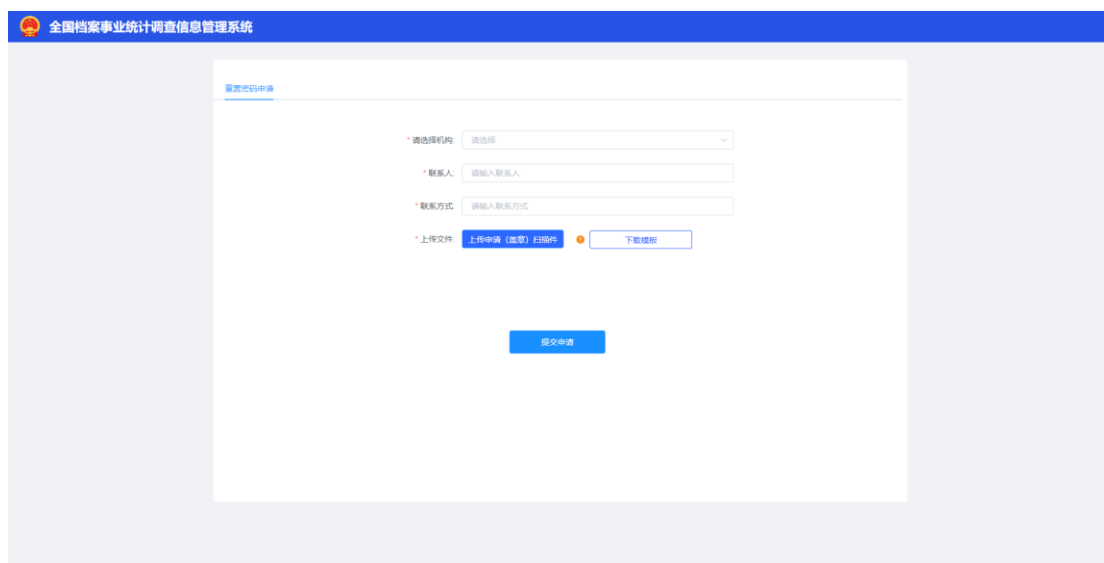 全国档案事业统计调查信息管理系统
重置密码申请
* 请选择机构: 请选择
* 联系人: 请输入联系人
* 联系方式: 请输入联系方式
* 上传文件: 上传申请（盖章）扫描件 下载模板
提交申请